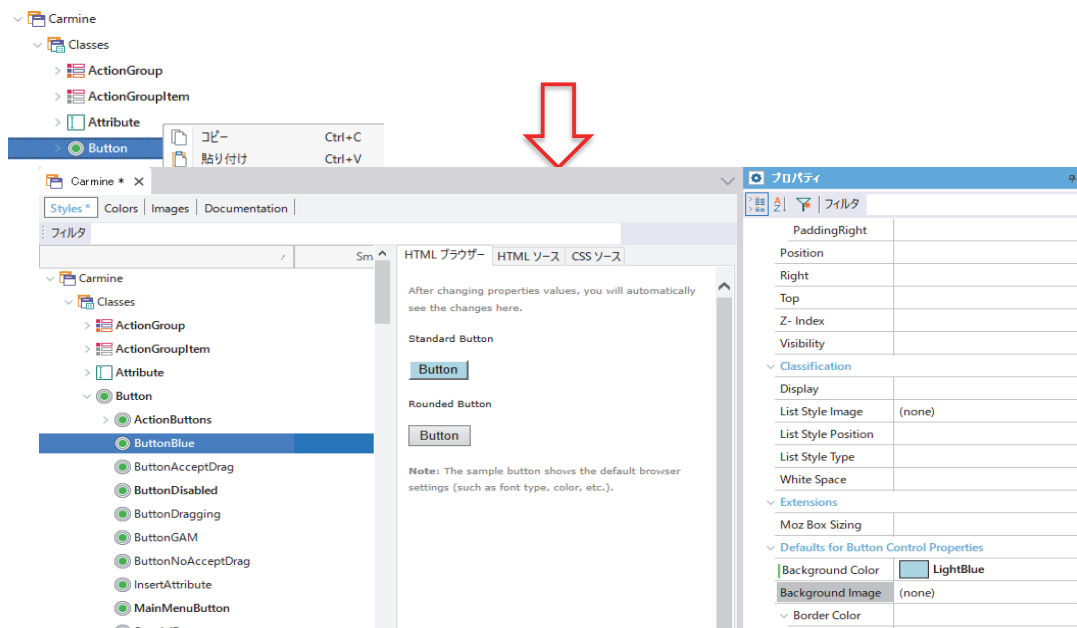 Carmine
Classes
ActionGroup
ActionGroupItem
Attribute
Button
コピー Ctrl+C
貼り付け Ctrl+V
Carmine *
Styles * Colors Images Documentation
フィルタ
Sm
Carmine
Classes
ActionGroup
ActionGroupItem
Attribute
Button
ActionButtons
ButtonBlue
ButtonAcceptDrag
ButtonDisabled
ButtonDragging
ButtonGAM
ButtonNoAcceptDrag
InsertAttribute
MainMenuButton
HTML ブラウザー HTML ソース CSS ソース
After changing properties values, you will automatically
see the changes here.
Standard Button
Button
Rounded Button
Button
Note: The sample button shows the default browser
settings (such as font type, color, etc.).
プロパティ
フィルタ
PaddingRight
Position
Right
Top
Z- Index
Visibility
Classification
Display
List Style Image (none)
List Style Position
List Style Type
White Space
Extensions
Moz Box Sizing
Defaults for Button Control Properties
Background Color LightBlue
Background Image (none)
Border Color